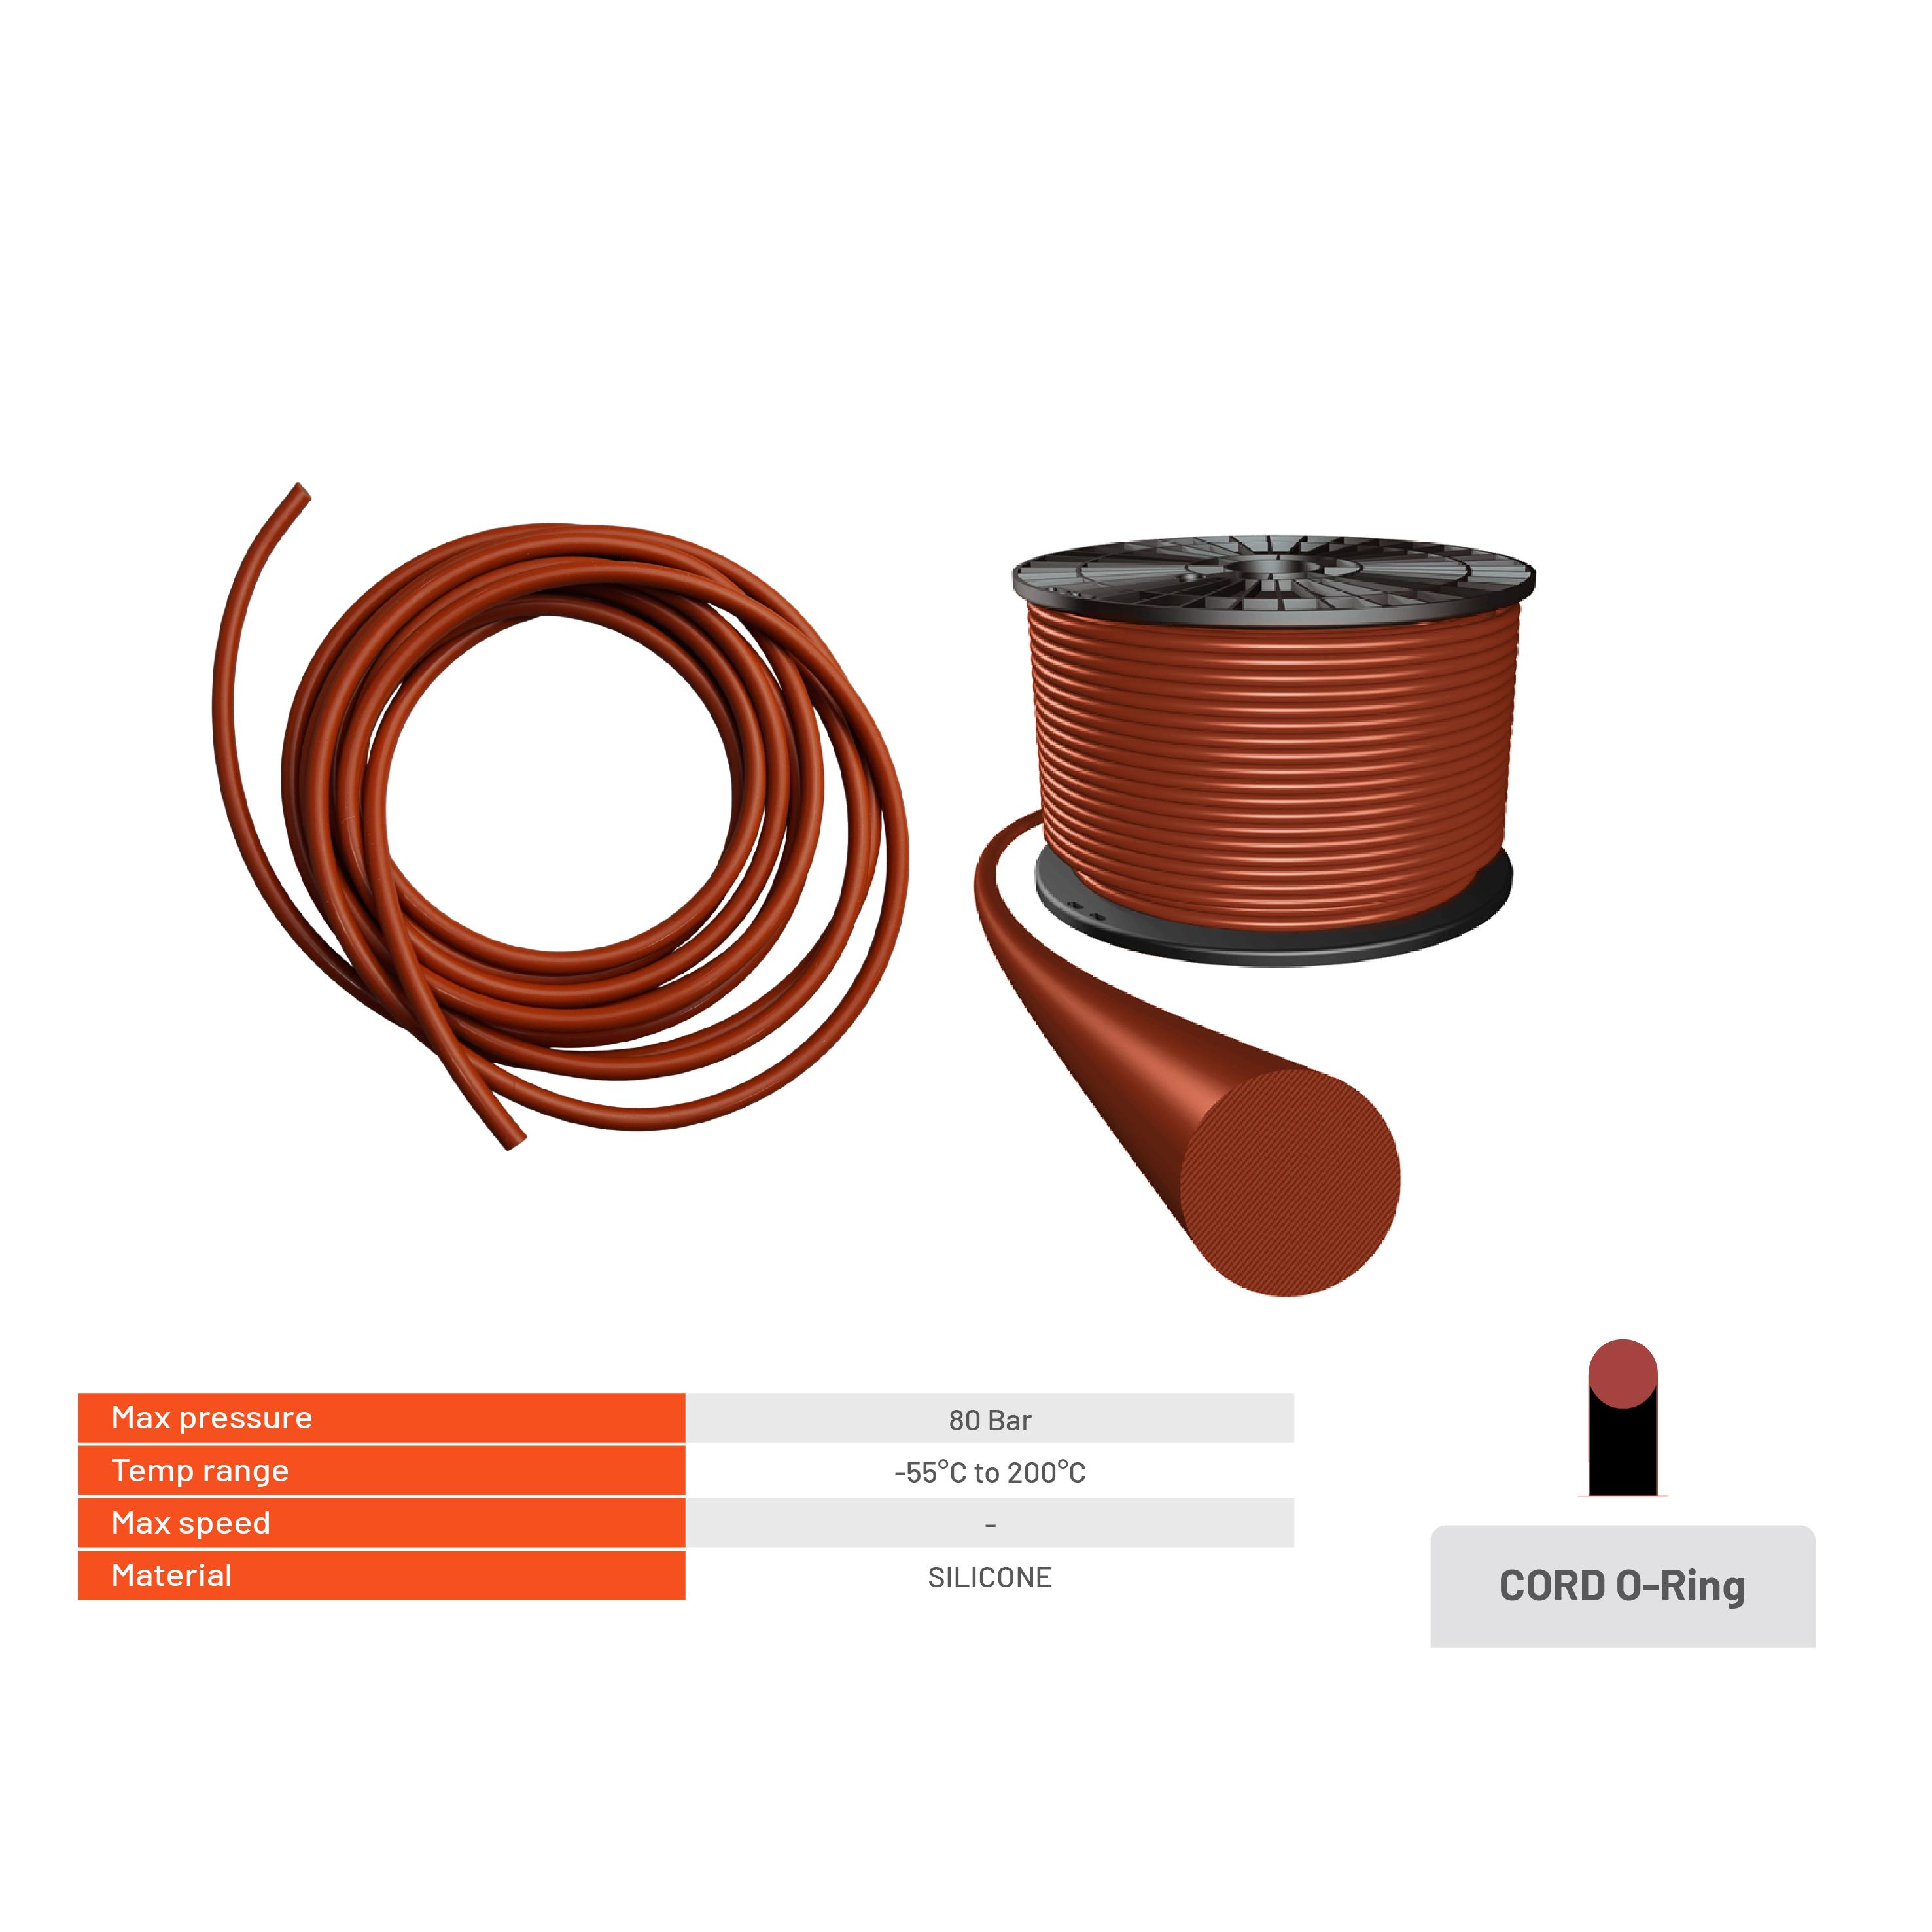 Max pressure 80 Bar
Temp range -55°C to 200°C
Max speed -
Material SILICONE
CORD O-Ring